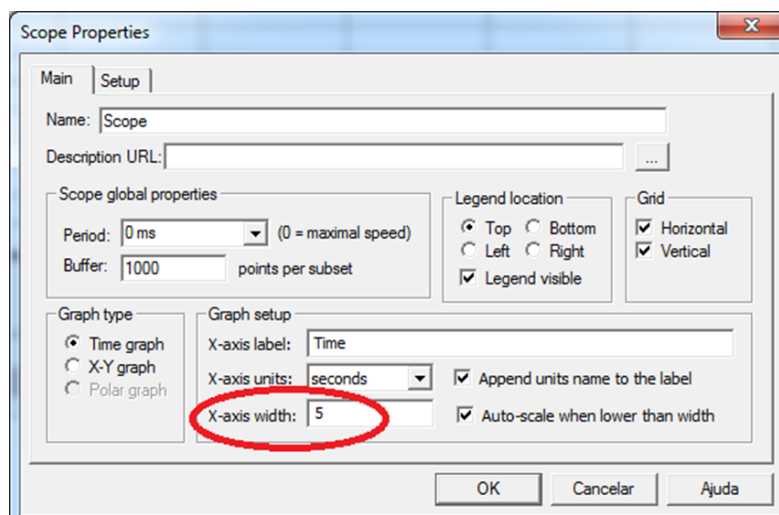 Scope Properties
Main Setup
Name: Scope
Description URL: ...
Scope global properties
Period: 0 ms (0 = maximal speed)
Buffer: 1000 points per subset
Legend location
Top Bottom
Left Right
Legend visible
Grid
Horizontal
Vertical
Graph type
Time graph
X-Y graph
Polar graph
Graph setup
X-axis label: Time
X-axis units: seconds Append units name to the label
X-axis width: 5 Auto-scale when lower than width
OK Cancelar Ajuda